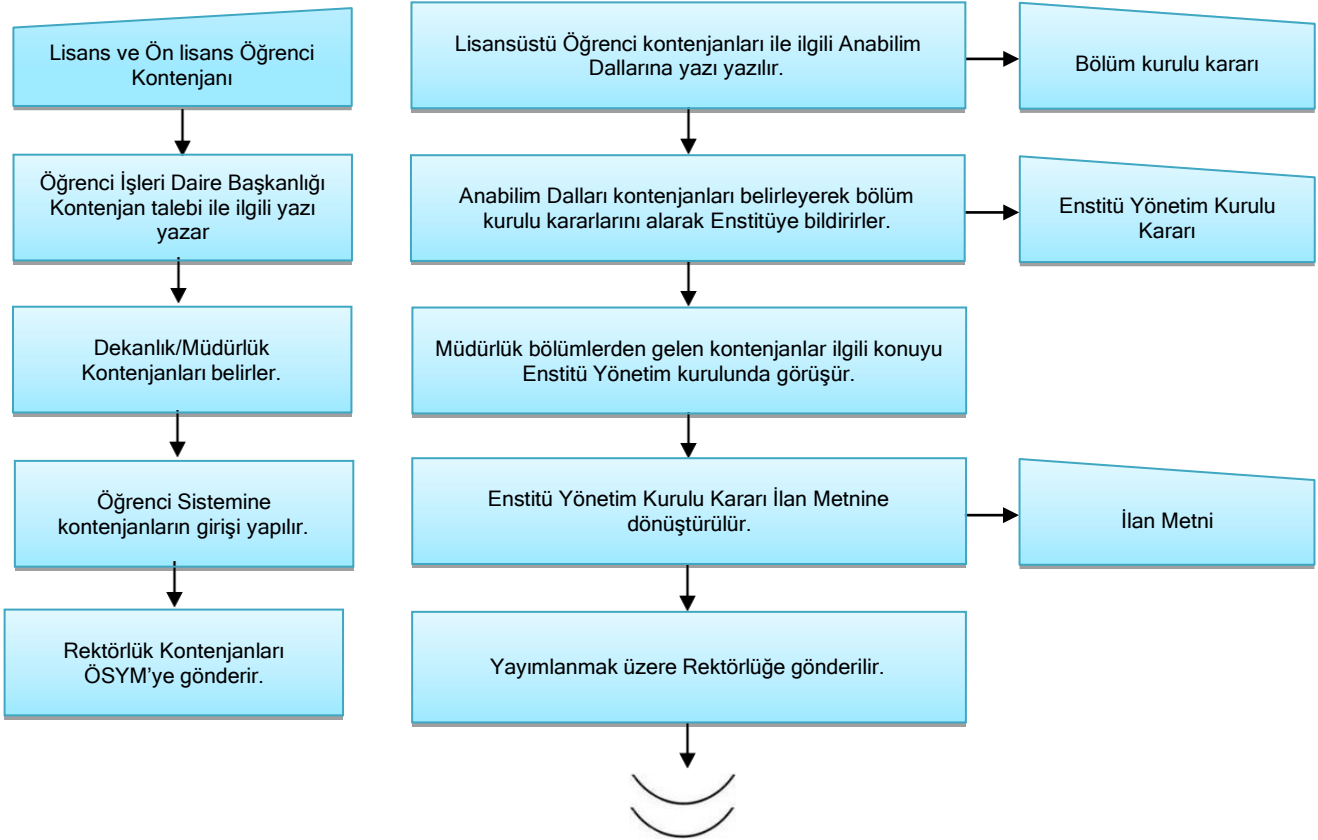 Lisans ve Ön lisans Öğrenci
Kontenjanı
Öğrenci İşleri Daire Başkanlığı
Kontenjan talebi ile ilgili yazı
yazar
Dekanlık/Müdürlük
Kontenjanları belirler.
Öğrenci Sistemine
kontenjanların girişi yapılır.
Rektörlük Kontenjanları
ÖSYM’ye gönderir.
Lisansüstü Öğrenci kontenjanları ile ilgili Anabilim
Dallarına yazı yazılır.
Bölüm kurulu kararı
Anabilim Dalları kontenjanları belirleyerek bölüm
kurulu kararlarını alarak Enstitüye bildirirler.
Enstitü Yönetim Kurulu
Kararı
Müdürlük bölümlerden gelen kontenjanlar ilgili konuyu
Enstitü Yönetim kurulunda görüşür.
Enstitü Yönetim Kurulu Kararı İlan Metnine
dönüştürülür.
İlan Metni
Yayımlanmak üzere Rektörlüğe gönderilir.